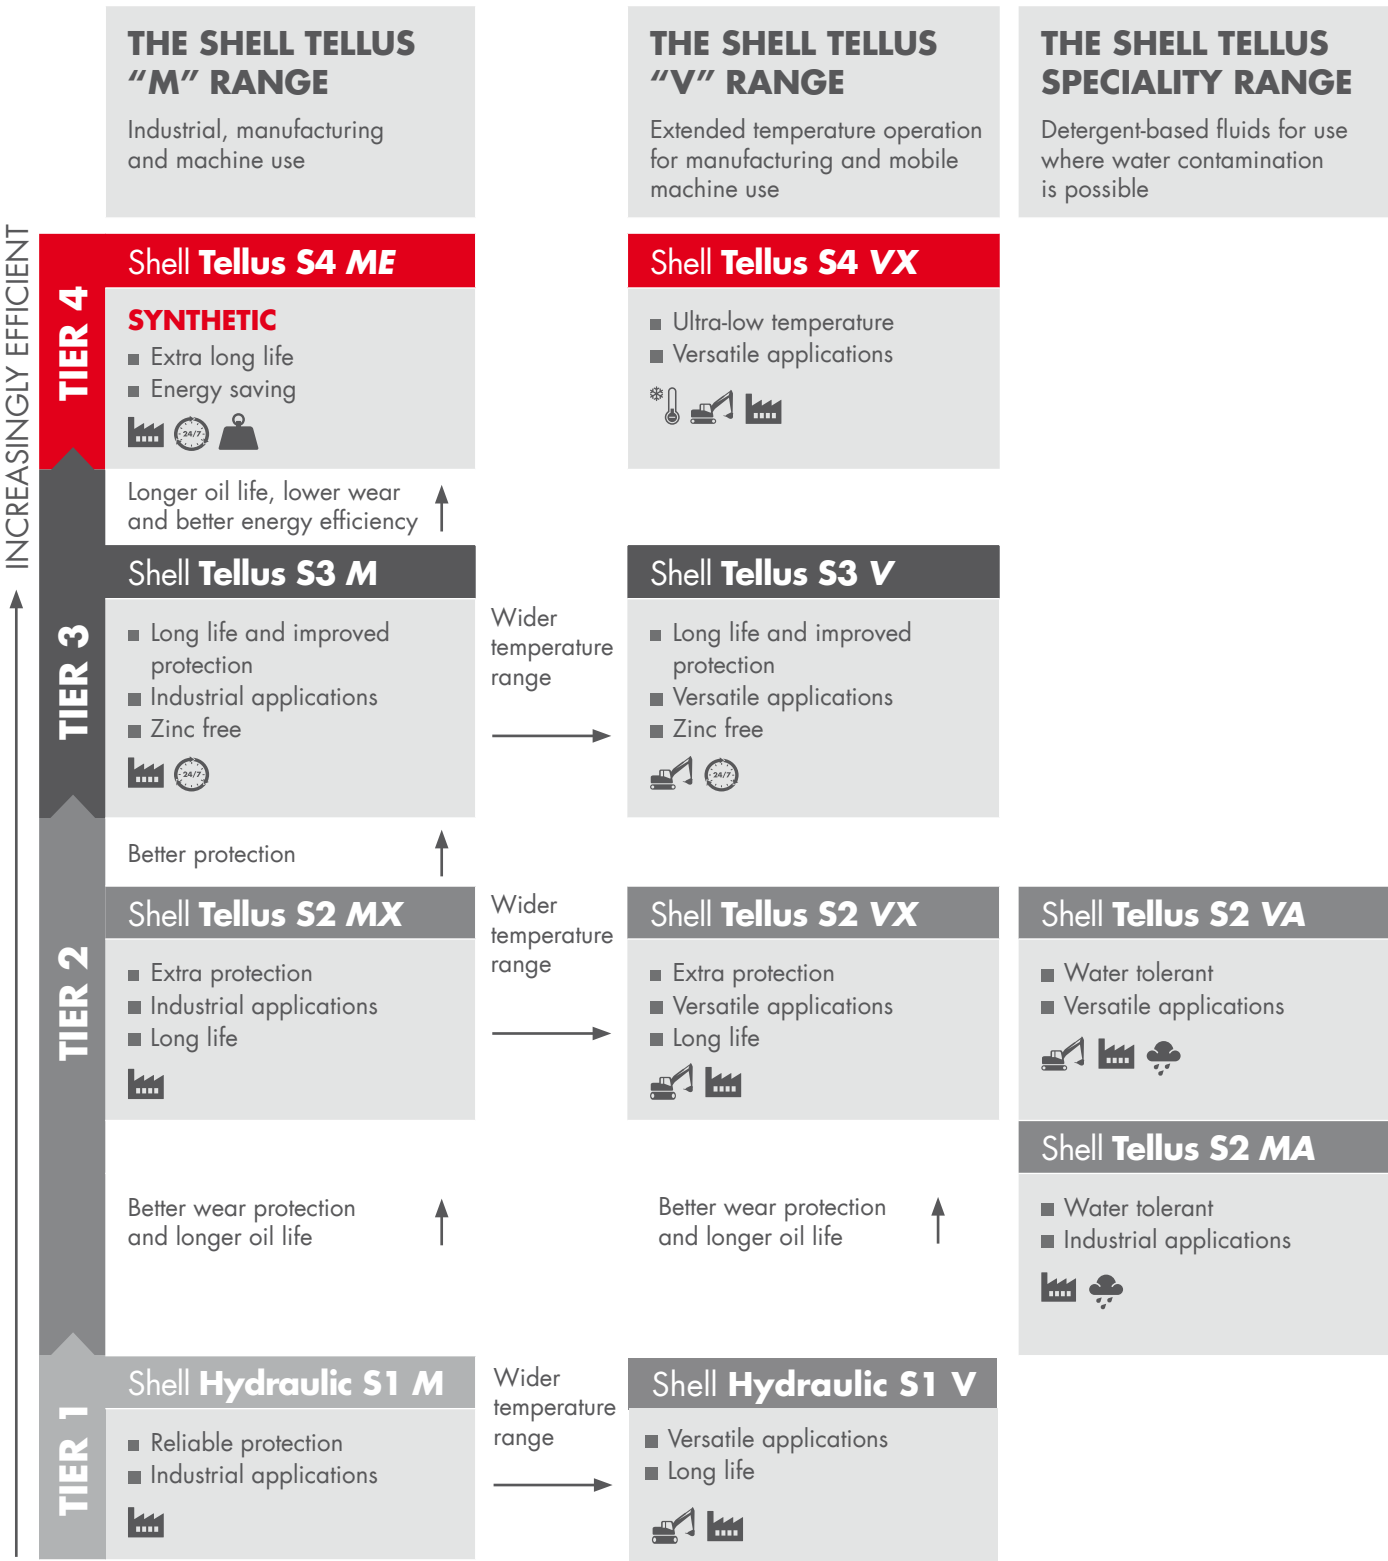 THE SHELL TELLUS
“M” RANGE
Industrial, manufacturing
and machine use
THE SHELL TELLUS
“V” RANGE
Extended temperature operation
for manufacturing and mobile
machine use
THE SHELL TELLUS
SPECIALITY RANGE
Detergent-based fluids for use
where water contamination
is possible
INCREASINGLY EFFICIENT
TIER 4
Shell Tellus S4 ME
SYNTHETIC
Extra long life
Energy saving
24/7
Shell Tellus S4 VX
Ultra-low temperature
Versatile applications
Longer oil life, lower wear
and better energy efficiency
TIER 3
Shell Tellus S3 M
Long life and improved
protection
Industrial applications
Zinc free
24/7
Wider
temperature
range
Shell Tellus S3 V
Long life and improved
protection
Versatile applications
Zinc free
24/7
Better protection
TIER 2
Shell Tellus S2 MX
Extra protection
Industrial applications
Long life
Wider
temperature
range
Shell Tellus S2 VX
Extra protection
Versatile applications
Long life
Shell Tellus S2 VA
Water tolerant
Versatile applications
Shell Tellus S2 MA
Water tolerant
Industrial applications
Better wear protection
and longer oil life
Better wear protection
and longer oil life
TIER 1
Shell Hydraulic S1 M
Reliable protection
Industrial applications
Wider
temperature
range
Shell Hydraulic S1 V
Versatile applications
Long life